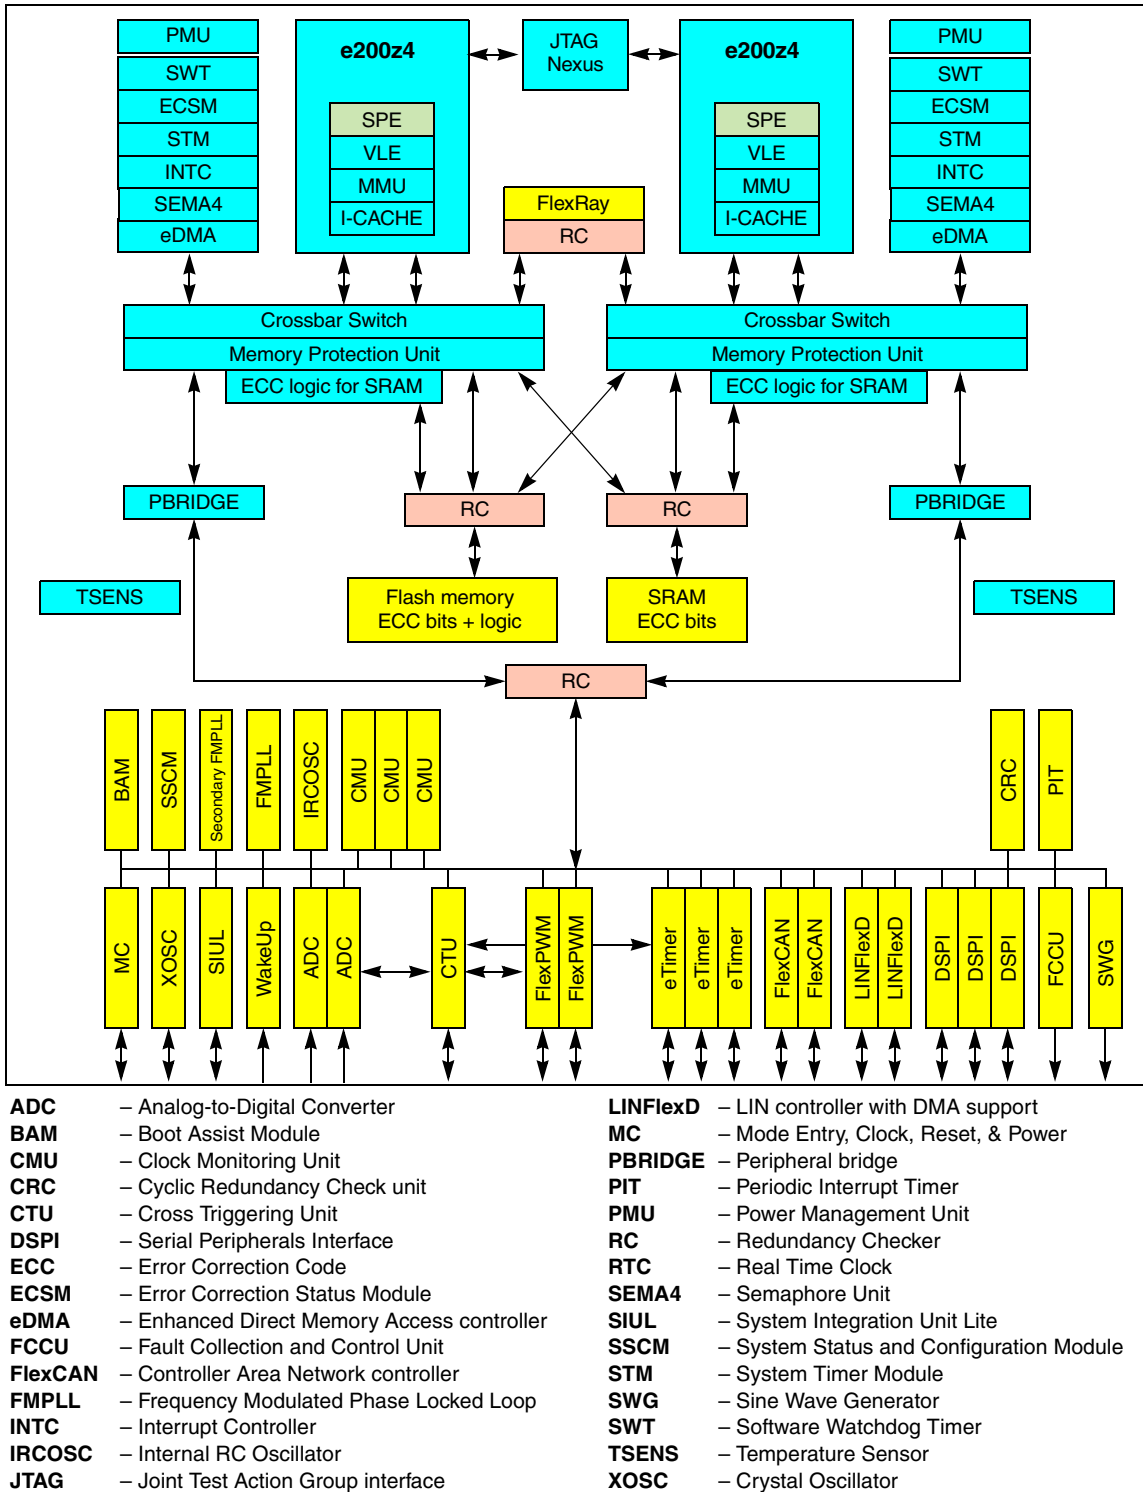 PMU
SWT
ECSM
STM
INTC
SEMA4
eDMA
e200z4
SPE
VLE
MMU
I-CACHE
JTAG
Nexus
FlexRay
RC
e200z4
SPE
VLE
MMU
I-CACHE
PMU
SWT
ECSM
STM
INTC
SEMA4
eDMA
Crossbar Switch
Memory Protection Unit
ECC logic for SRAM
Crossbar Switch
Memory Protection Unit
ECC logic for SRAM
PBRIDGE
RC
RC
PBRIDGE
TSENS
Flash memory
ECC bits + logic
SRAM
ECC bits
TSENS
RC
BAM
SSCM
Secondary FMPLL
FMPLL
IRCOSC
CMU
CMU
CMU
CRC
PIT
MC
XOSC
SIUL
WakeUp
ADC
ADC
CTU
FlexPWM
FlexPWM
eTimer
eTimer
eTimer
FlexCAN
FlexCAN
LINFlexD
LINFlexD
DSPI
DSPI
DSPI
FCCU
SWG
ADC – Analog-to-Digital Converter
BAM – Boot Assist Module
CMU – Clock Monitoring Unit
CRC – Cyclic Redundancy Check unit
CTU – Cross Triggering Unit
DSPI – Serial Peripherals Interface
ECC – Error Correction Code
ECSM – Error Correction Status Module
eDMA – Enhanced Direct Memory Access controller
FCCU – Fault Collection and Control Unit
FlexCAN – Controller Area Network controller
FMPLL – Frequency Modulated Phase Locked Loop
INTC – Interrupt Controller
IRCOSC – Internal RC Oscillator
JTAG – Joint Test Action Group interface
LINFlexD – LIN controller with DMA support
MC – Mode Entry, Clock, Reset, & Power
PBRIDGE – Peripheral bridge
PIT – Periodic Interrupt Timer
PMU – Power Management Unit
RC – Redundancy Checker
RTC – Real Time Clock
SEMA4 – Semaphore Unit
SIUL – System Integration Unit Lite
SSCM – System Status and Configuration Module
STM – System Timer Module
SWG – Sine Wave Generator
SWT – Software Watchdog Timer
TSENS – Temperature Sensor
XOSC – Crystal Oscillator